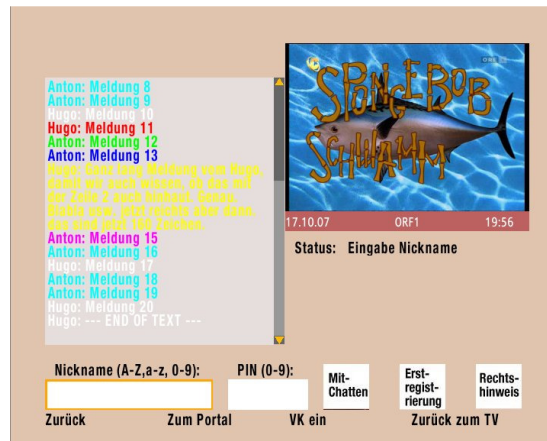 Anton: Meldung 8
Anton: Meldung 9
Hugo: Meldung 10
Hugo: Meldung 11
Anton: Meldung 12
Anton: Meldung 13
Hugo: Ganz lang Meldung vom Hugo,
damit wir auch wissen, ob das mit
der Zeile 2 auch hinhaut. Genau.
Blabla usw. jetzt reichts aber dann,
das sind jetzt 160 Zeichen.
Anton: Meldung 15
Anton: Meldung 16
Hugo: Meldung 17
Anton: Meldung 18
Anton: Meldung 19
Hugo: Meldung 20
Hugo: --- END OF TEXT ---
ONE
SPONGEBOB
SCHWAMM
17.10.07 ORF1 19:56
Status: Eingabe Nickname
Nickname (A-Z,a-z, 0-9):
PIN (0-9):
Mit-
Chatten
Erst-
regist-
rierung
Rechts-
hinweis
Zurück Zum Portal VK ein Zurück zum TV